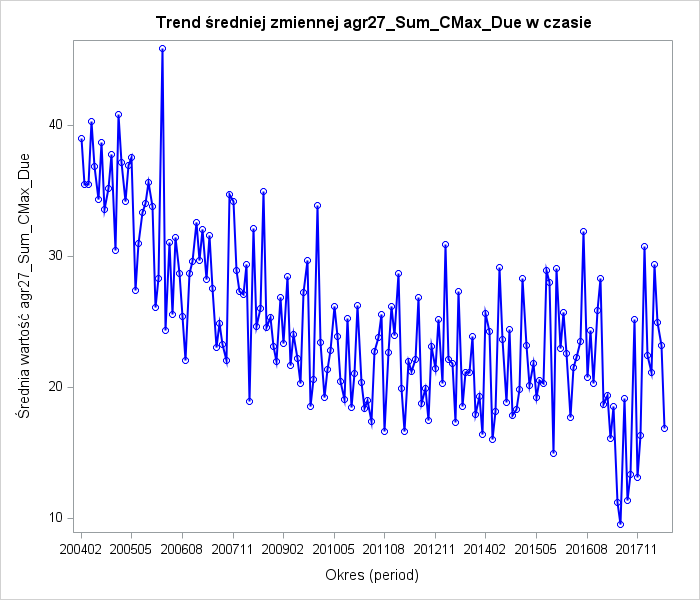 Trend średniej zmiennej agr27_Sum_CMax_Due w czasie
Średnia wartość agr27_Sum_CMax_Due
40
30
20
10
200402 200505 200608 200711 200902 201005 201108 201211 201402 201505 201608 201711
Okres (period)